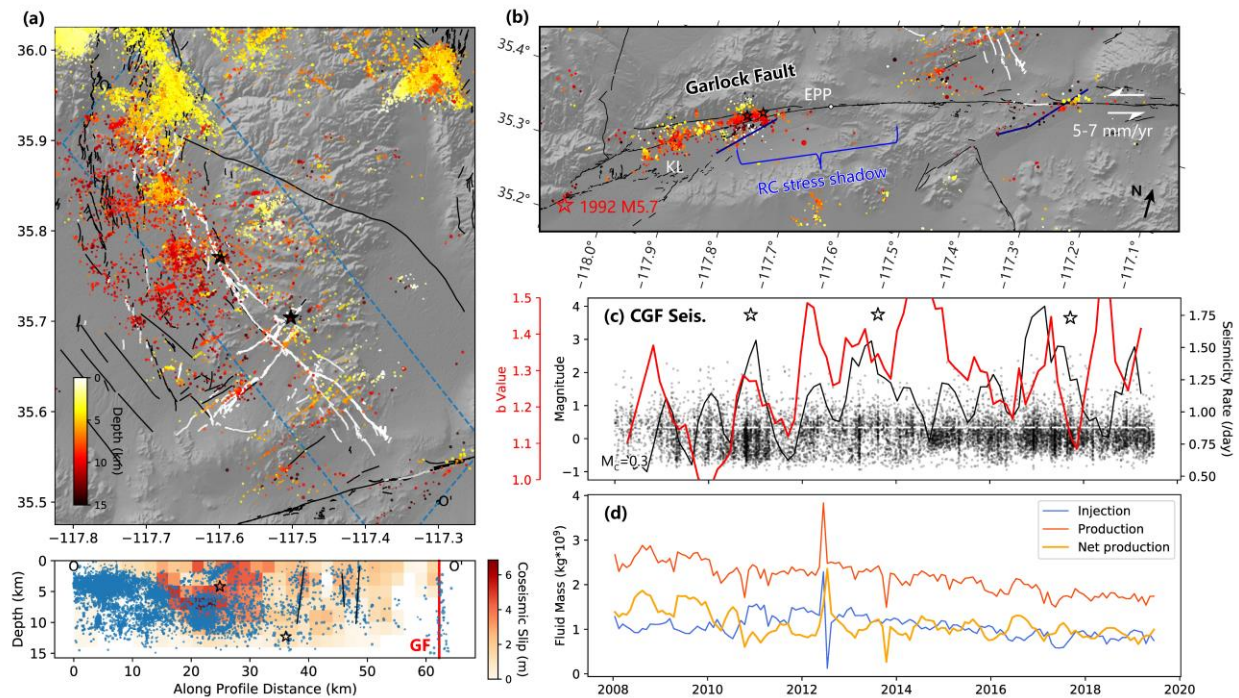 (a)
36.0
35.9
35.8
35.7
35.6
35.5
0
5
10
15
Depth (km)
O'
−117.8 −117.7 −117.6 −117.5 −117.4 −117.3
O
O'
0
5
10
15
Depth (km)
GF
0 10 20 30 40 50 60
Along Profile Distance (km)
6
4
2
0
Coseismic Slip (m)
(b)
35.4°
35.3°
35.2°
Garlock Fault
EPP
5-7 mm/yr
KL
RC stress shadow
1992 M5.7
N
−118.0° −117.9° −117.8° −117.7° −117.6° −117.5° −117.4° −117.3° −117.2° −117.1°
(c) CGF Seis.
1.5
1.4
1.3
1.2
1.1
1.0
b Value
4
3
2
1
0
−1
Magnitude
1.75
1.50
1.25
1.00
0.75
0.50
Seismicity Rate (/day)
Mc=0.3
(d)
Injection
Production
Net production
4
3
2
1
0
Fluid Mass (kg*10⁹)
2008 2010 2012 2014 2016 2018 2020